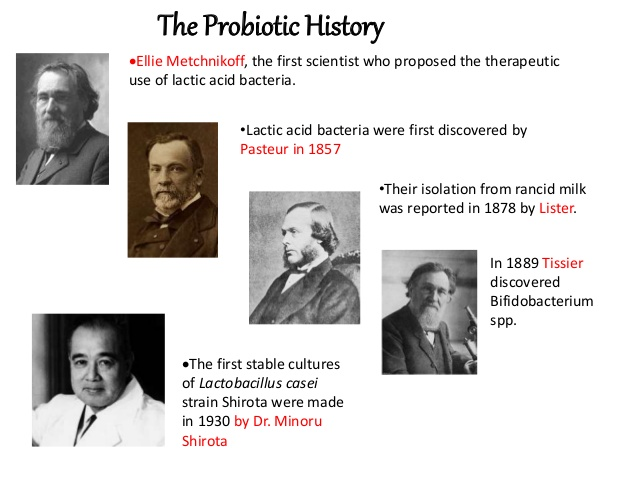 The Probiotic History
•Ellie Metchnikoff, the first scientist who proposed the therapeutic
use of lactic acid bacteria.
•Lactic acid bacteria were first discovered by
Pasteur in 1857
•Their isolation from rancid milk
was reported in 1878 by Lister.
In 1889 Tissier
discovered
Bifidobacterium
spp.
•The first stable cultures
of Lactobacillus casei
strain Shirota were made
in 1930 by Dr. Minoru
Shirota